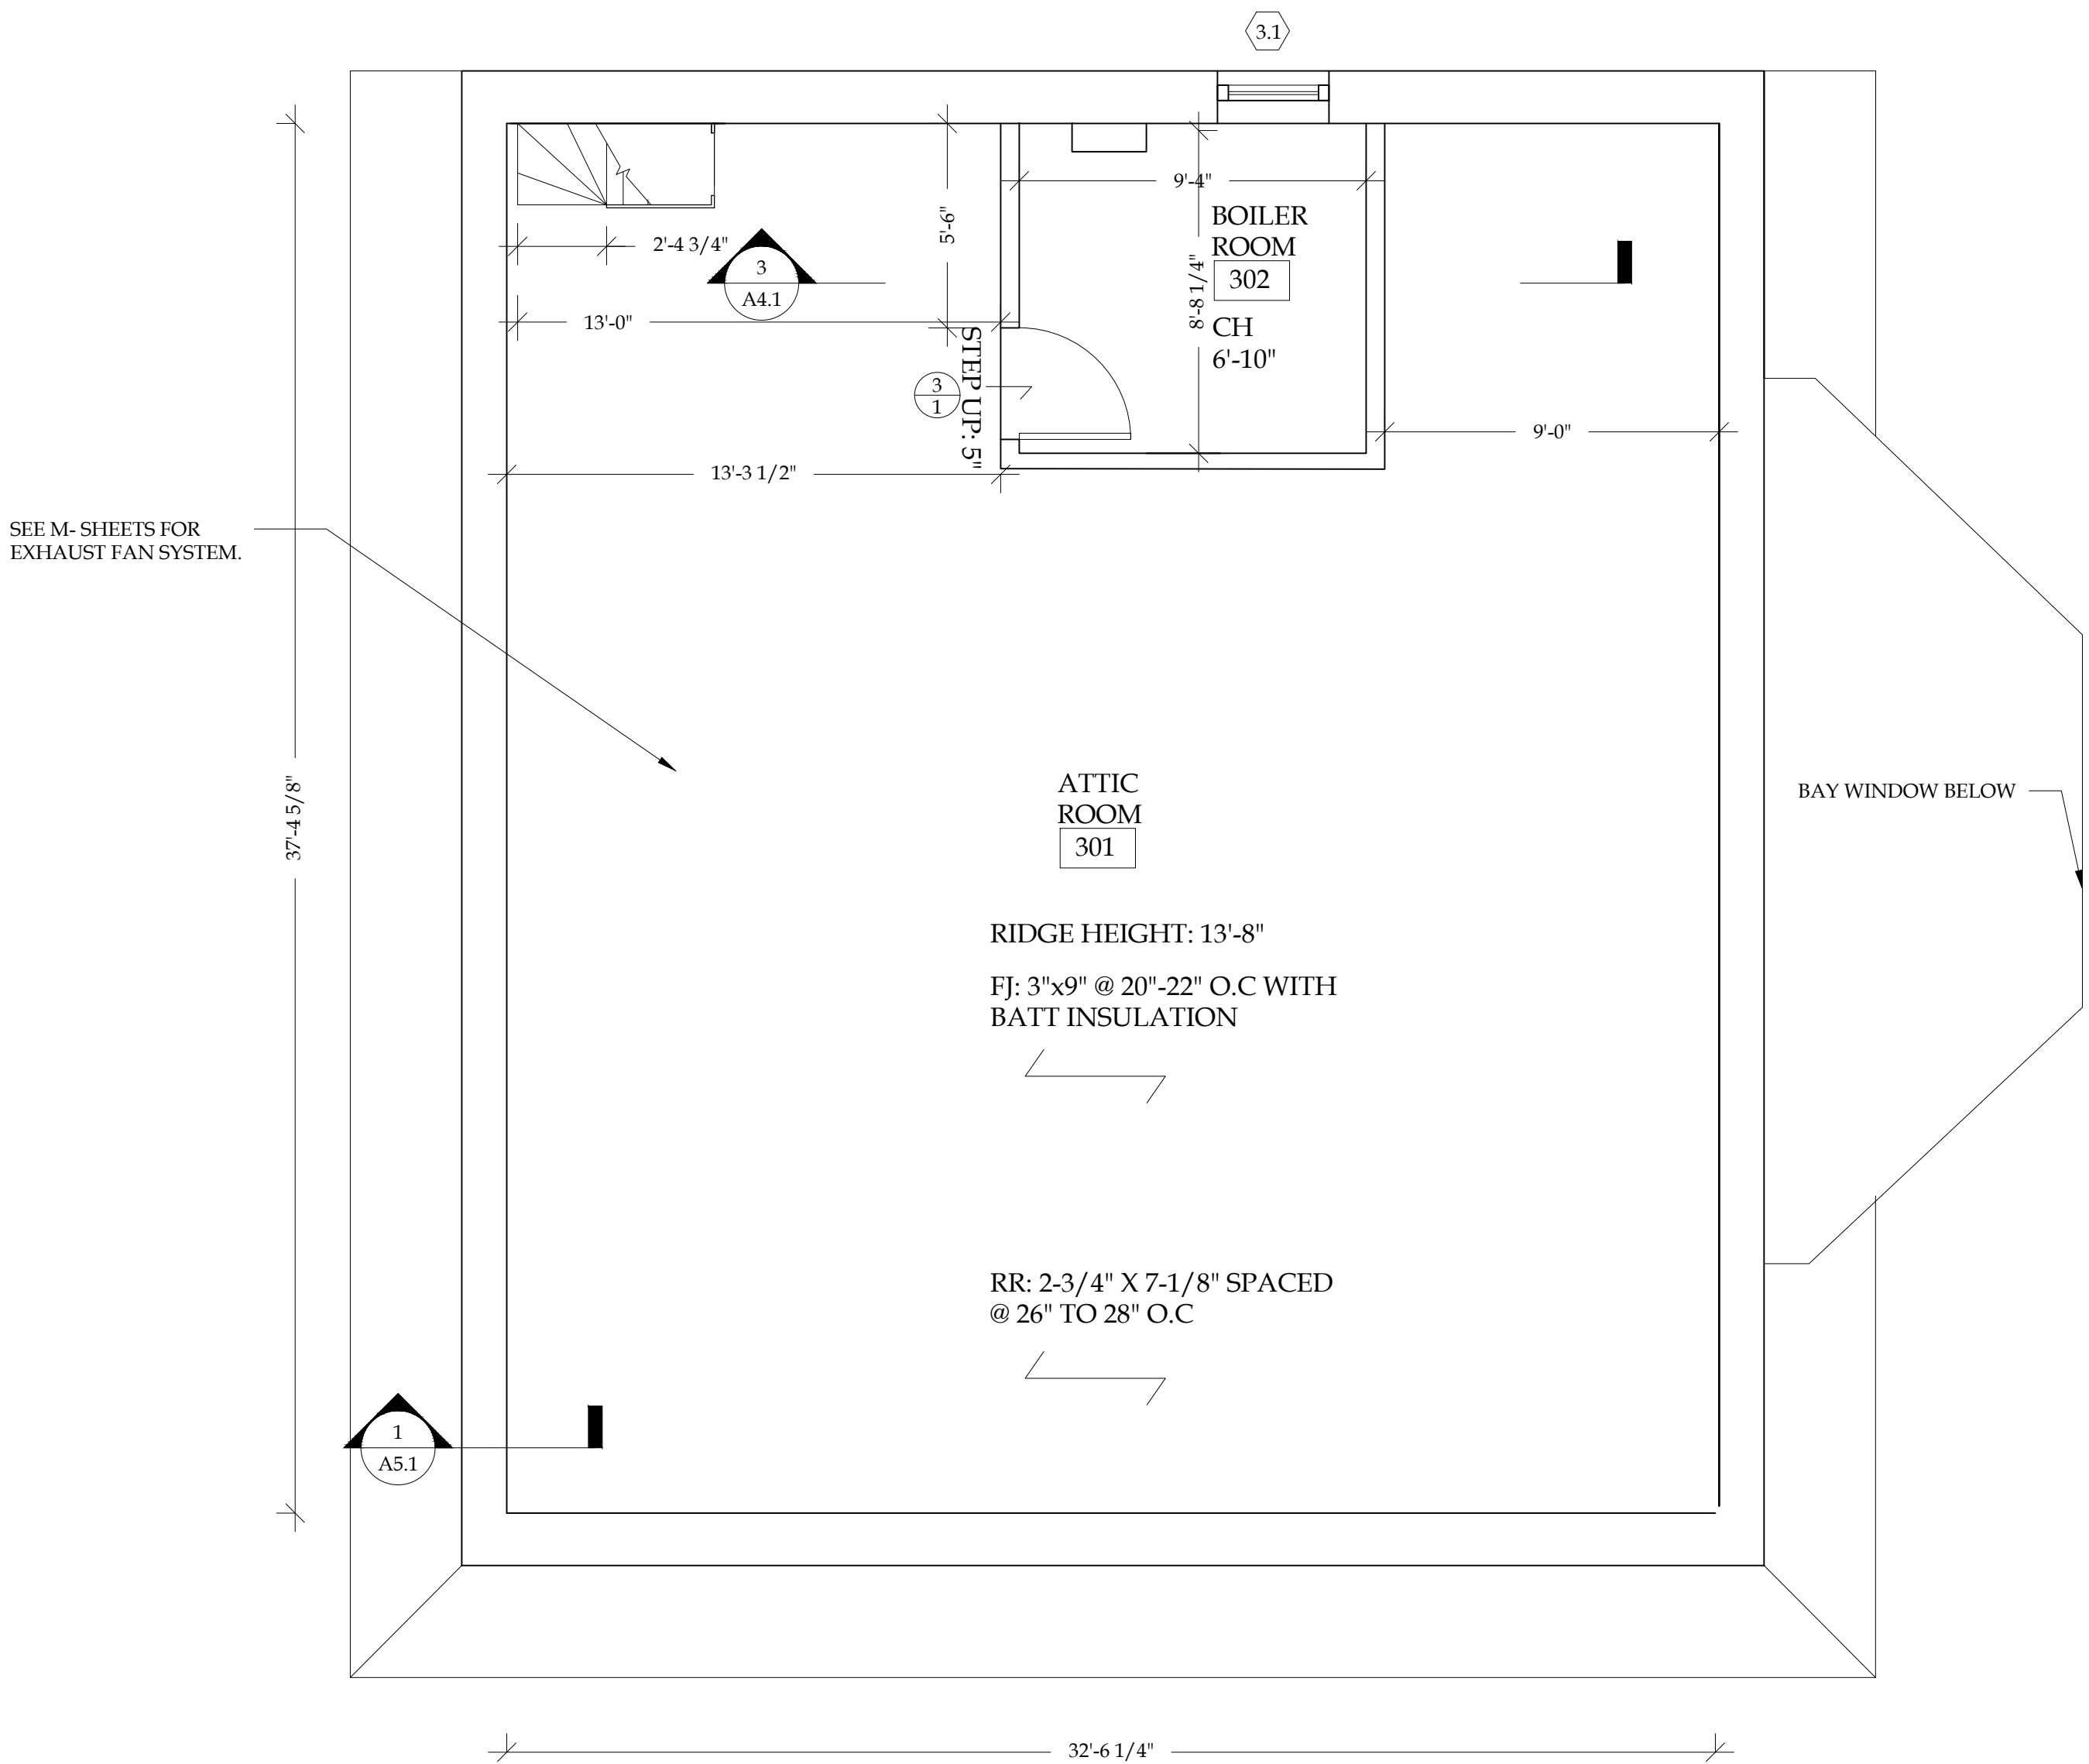 3.1
9'-4"
5'-6"
2'-4 3/4"
BOILER
ROOM
302
8'-8 1/4"
3
A4.1
13'-0"
CH
6'-10"
STEP UP: 5"
3
1
9'-0"
13'-3 1/2"
SEE M- SHEETS FOR
EXHAUST FAN SYSTEM.
37'-4 5/8"
ATTIC
ROOM
301
BAY WINDOW BELOW
RIDGE HEIGHT: 13'-8"
FJ: 3"x9" @ 20"-22" O.C WITH
BATT INSULATION
RR: 2-3/4" X 7-1/8" SPACED
@ 26" TO 28" O.C
1
A5.1
32'-6 1/4"